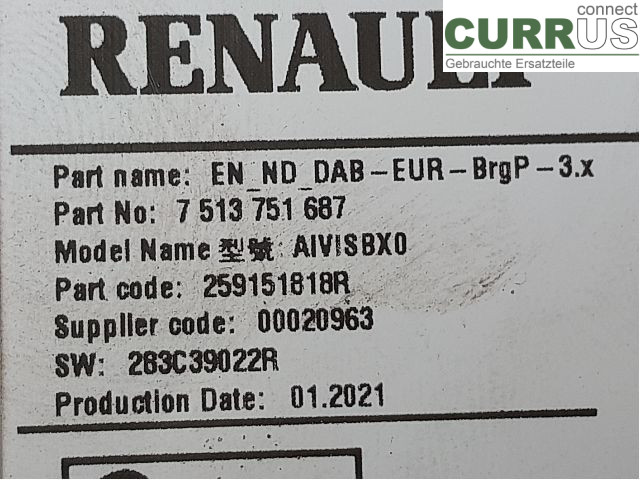 connect
CURRUS
Gebrauchte Ersatzteile
RENAULT
Part name: EN_ND_DAB-EUR-BrgP-3.x
Part No: 7 513 751 687
Model Name 型號: AIVISBX0
Part code: 259151818R
Supplier code: 00020963
SW: 283C39022R
Production Date: 01.2021